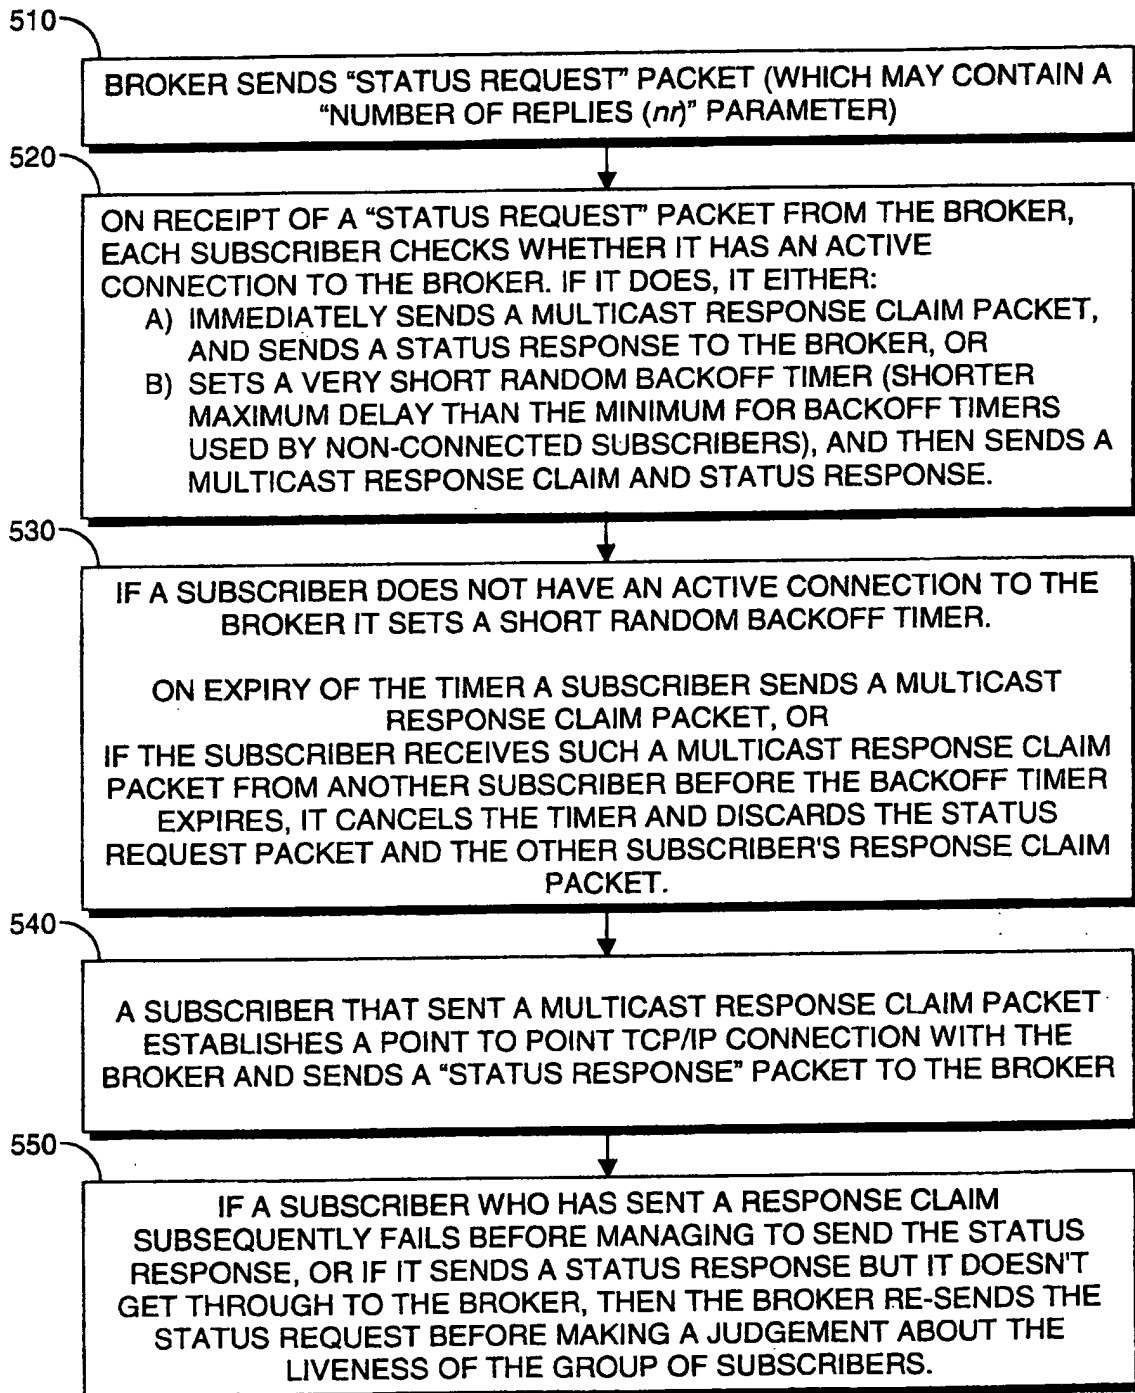 510
BROKER SENDS "STATUS REQUEST" PACKET (WHICH MAY CONTAIN A
"NUMBER OF REPLIES (nr)" PARAMETER)
520
ON RECEIPT OF A "STATUS REQUEST" PACKET FROM THE BROKER,
EACH SUBSCRIBER CHECKS WHETHER IT HAS AN ACTIVE
CONNECTION TO THE BROKER. IF IT DOES, IT EITHER:
A) IMMEDIATELY SENDS A MULTICAST RESPONSE CLAIM PACKET,
AND SENDS A STATUS RESPONSE TO THE BROKER, OR
B) SETS A VERY SHORT RANDOM BACKOFF TIMER (SHORTER
MAXIMUM DELAY THAN THE MINIMUM FOR BACKOFF TIMERS
USED BY NON-CONNECTED SUBSCRIBERS), AND THEN SENDS A
MULTICAST RESPONSE CLAIM AND STATUS RESPONSE.
530
IF A SUBSCRIBER DOES NOT HAVE AN ACTIVE CONNECTION TO THE
BROKER IT SETS A SHORT RANDOM BACKOFF TIMER.
ON EXPIRY OF THE TIMER A SUBSCRIBER SENDS A MULTICAST
RESPONSE CLAIM PACKET, OR
IF THE SUBSCRIBER RECEIVES SUCH A MULTICAST RESPONSE CLAIM
PACKET FROM ANOTHER SUBSCRIBER BEFORE THE BACKOFF TIMER
EXPIRES, IT CANCELS THE TIMER AND DISCARDS THE STATUS
REQUEST PACKET AND THE OTHER SUBSCRIBER'S RESPONSE CLAIM
PACKET.
540
A SUBSCRIBER THAT SENT A MULTICAST RESPONSE CLAIM PACKET
ESTABLISHES A POINT TO POINT TCP/IP CONNECTION WITH THE
BROKER AND SENDS A "STATUS RESPONSE" PACKET TO THE BROKER
550
IF A SUBSCRIBER WHO HAS SENT A RESPONSE CLAIM
SUBSEQUENTLY FAILS BEFORE MANAGING TO SEND THE STATUS
RESPONSE, OR IF IT SENDS A STATUS RESPONSE BUT IT DOESN'T
GET THROUGH TO THE BROKER, THEN THE BROKER RE-SENDS THE
STATUS REQUEST BEFORE MAKING A JUDGEMENT ABOUT THE
LIVENESS OF THE GROUP OF SUBSCRIBERS.